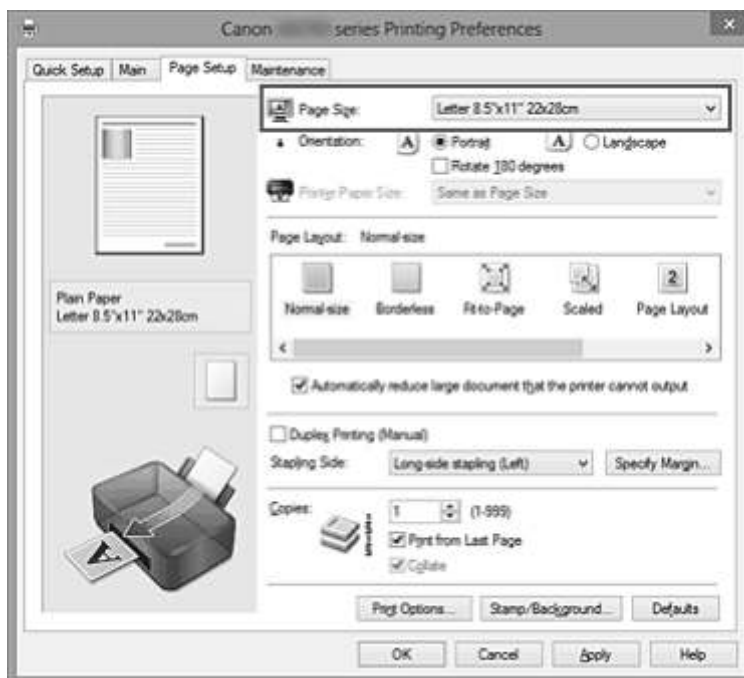 Canon series Printing Preferences
Quick Setup Main Page Setup Maintenance
Page Size: Letter 8.5"x11" 22x28cm
Orientation: A Portrait A Landscape
Rotate 180 degrees
Printer Paper Size: Same as Page Size
Page Layout: Normal-size
2
Normal-size Borderless Fit-to-Page Scaled Page Layout
Plain Paper
Letter 8.5"x11" 22x28cm
Automatically reduce large document that the printer cannot output
Duplex Printing (Manual)
Stapling Side: Long-side stapling (Left) Specify Margin...
Copies: 1 (1-999)
Print from Last Page
Collate
A
Print Options... Stamp/Background... Defaults
OK Cancel Apply Help